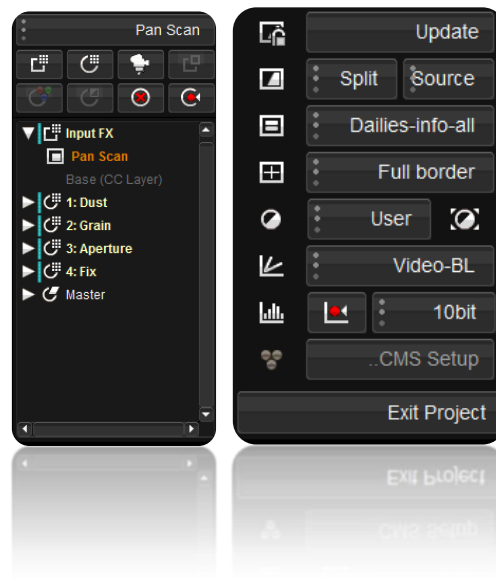 Pan Scan
Input FX
Pan Scan
Base (CC Layer)
1: Dust
2: Grain
3: Aperture
4: Fix
Master
Update
Split Source
Dailies-info-all
Full border
User
Video-BL
10bit
..CMS Setup
Exit Project